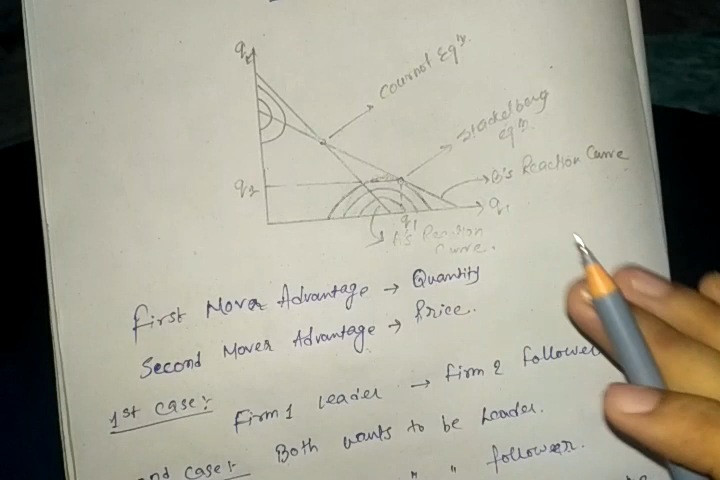 q2
Cournot Eqm.
Stackelberg
eqm.
B's Reaction Curve
q2
q1
q1
A's Reaction
Curve.
First Mover Advantage → Quantity
Second Mover Advantage → Price.
1st case:- Firm 1 leader → firm 2 follower
nd case:- Both wants to be leader.
" " follower.